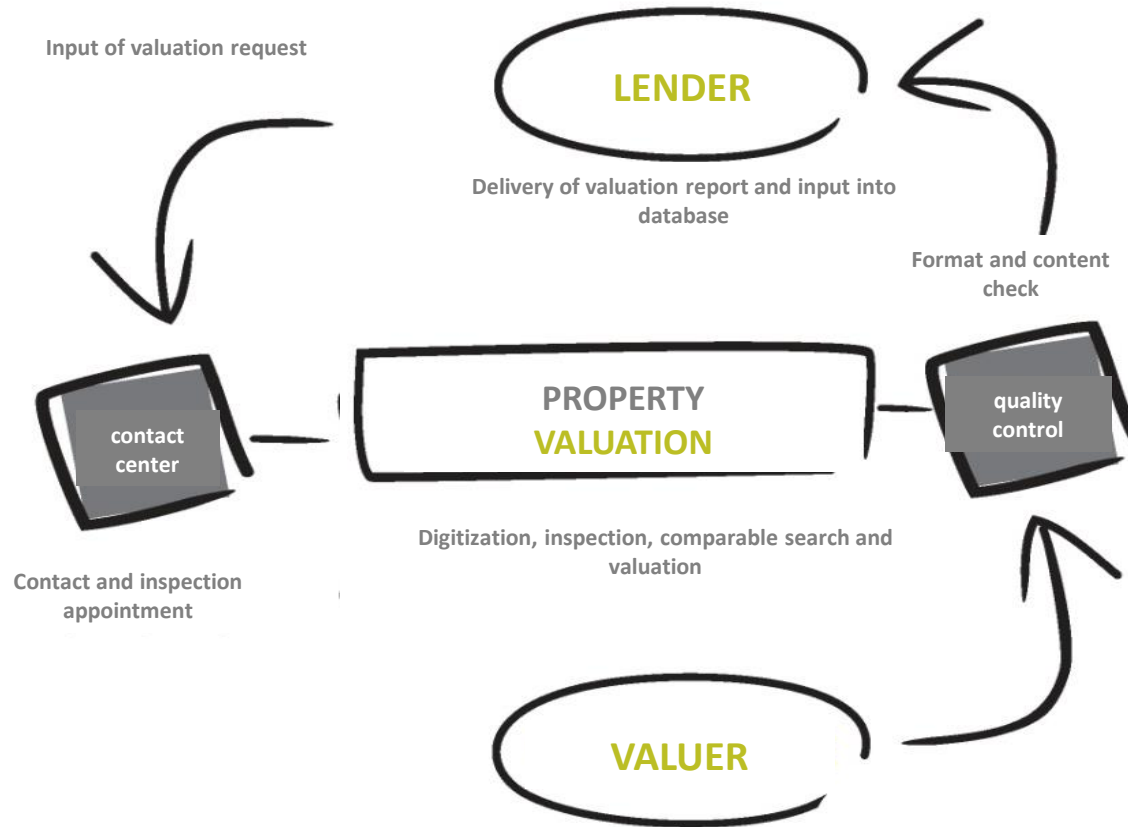 Input of valuation request
LENDER
Delivery of valuation report and input into
database
Format and content
check
contact
center
PROPERTY
VALUATION
quality
control
Digitization, inspection, comparable search and
valuation
Contact and inspection
appointment
VALUER